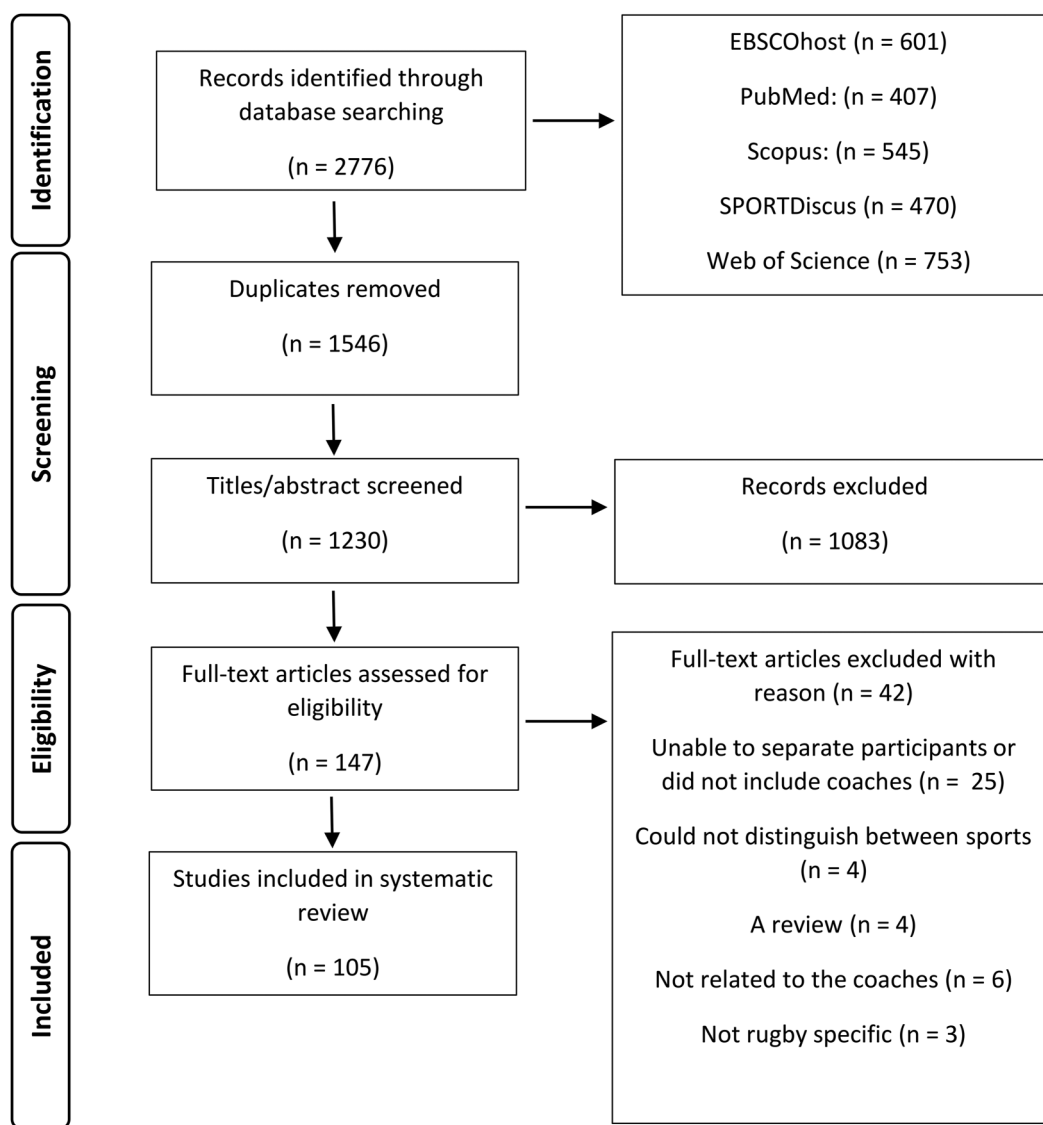 Identification
Records identified through
database searching
(n = 2776)
EBSCOhost (n = 601)
PubMed: (n = 407)
Scopus: (n = 545)
SPORTDiscus (n = 470)
Web of Science (n = 753)
Screening
Duplicates removed
(n = 1546)
Titles/abstract screened
(n = 1230)
Records excluded
(n = 1083)
Eligibility
Full-text articles assessed for
eligibility
(n = 147)
Full-text articles excluded with
reason (n = 42)
Unable to separate participants or
did not include coaches (n =  25)
Could not distinguish between sports
(n = 4)
A review (n = 4)
Not related to the coaches (n = 6)
Not rugby specific (n = 3)
Included
Studies included in systematic
review
(n = 105)